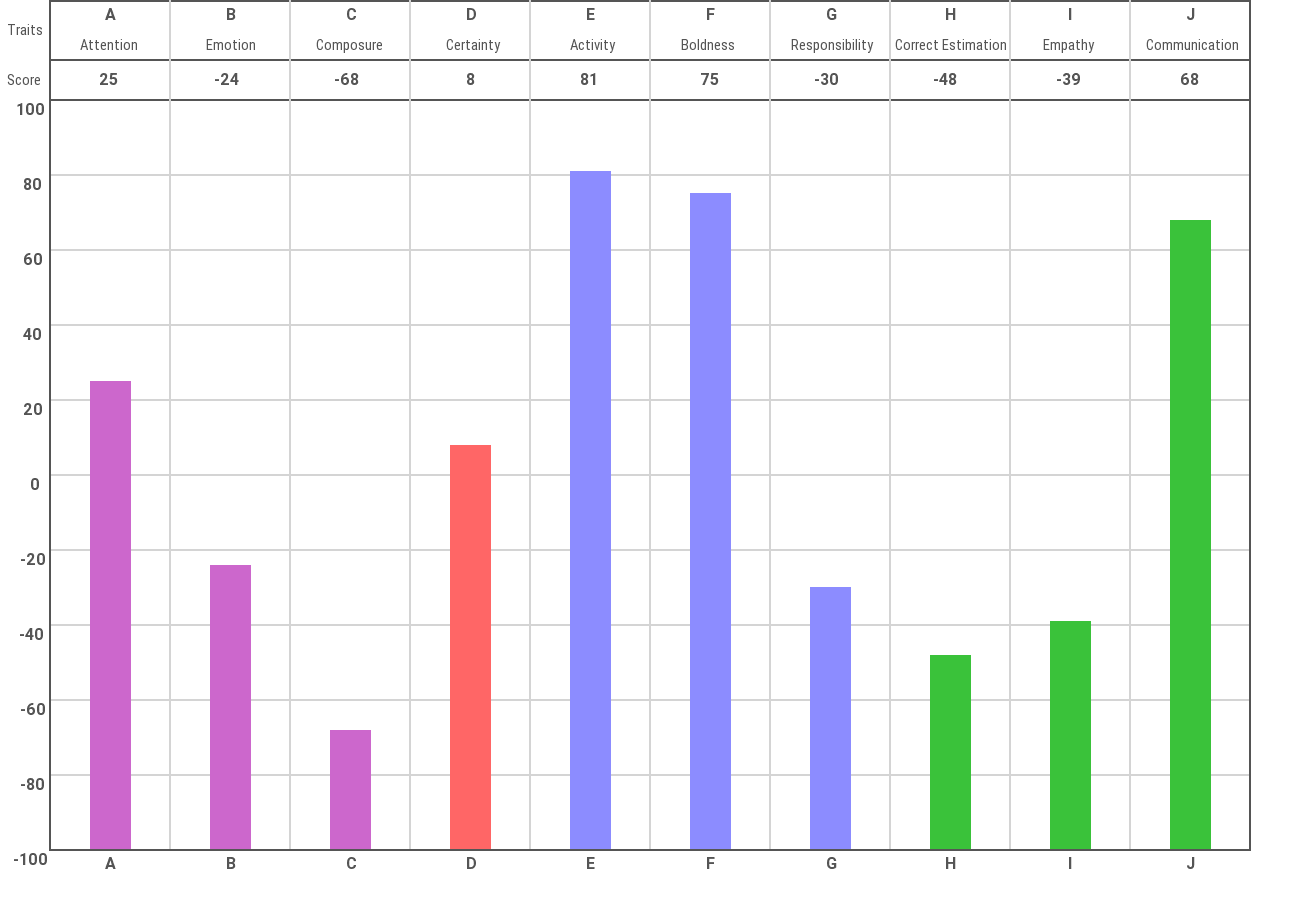 Traits A B C D E F G H I J
Attention Emotion Composure Certainty Activity Boldness Responsibility Correct Estimation Empathy Communication
Score 25 -24 -68 8 81 75 -30 -48 -39 68
100
80
60
40
20
0
-20
-40
-60
-80
-100
A B C D E F G H I J